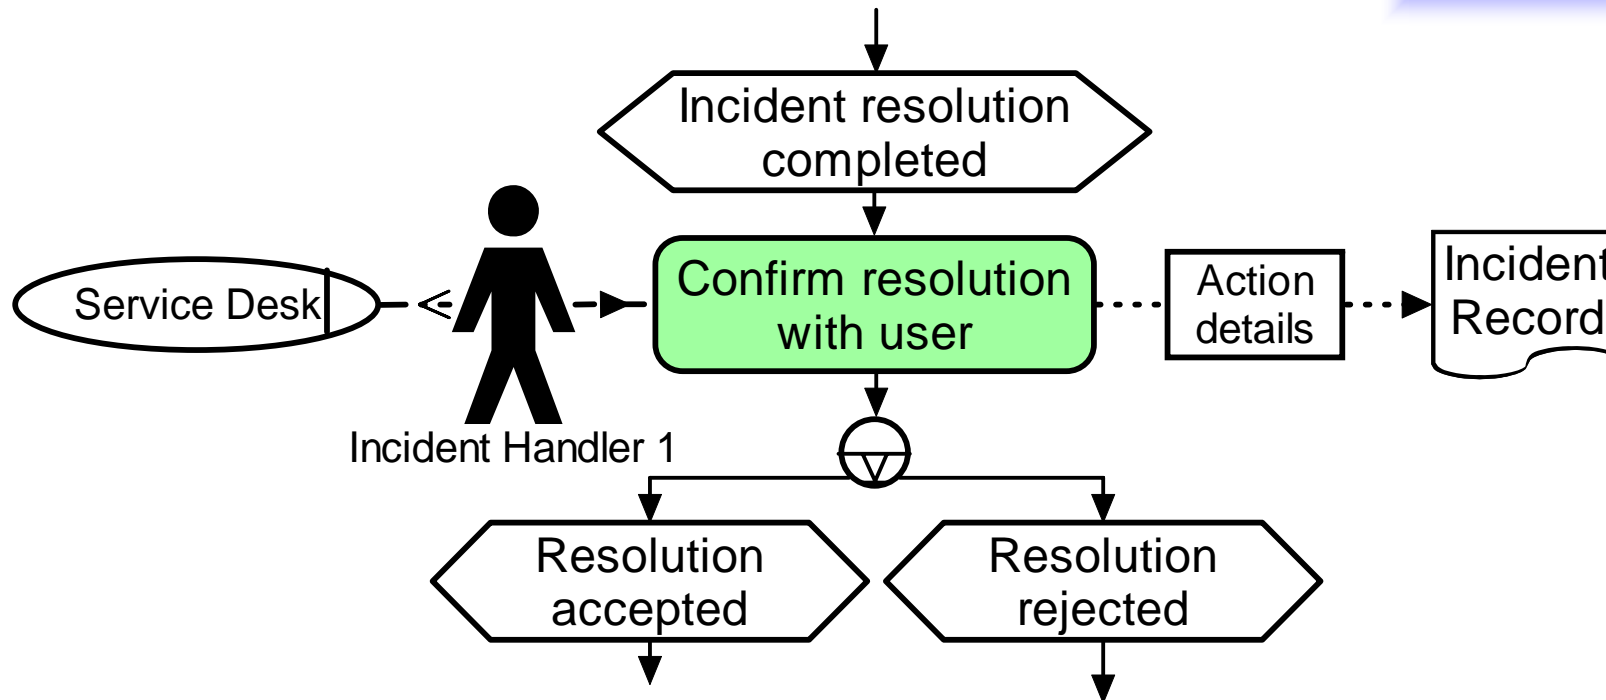 Incident resolution
completed
Service Desk
Incident Handler 1
Confirm resolution
with user
Action
details
Incident
Record
Resolution
accepted
Resolution
rejected